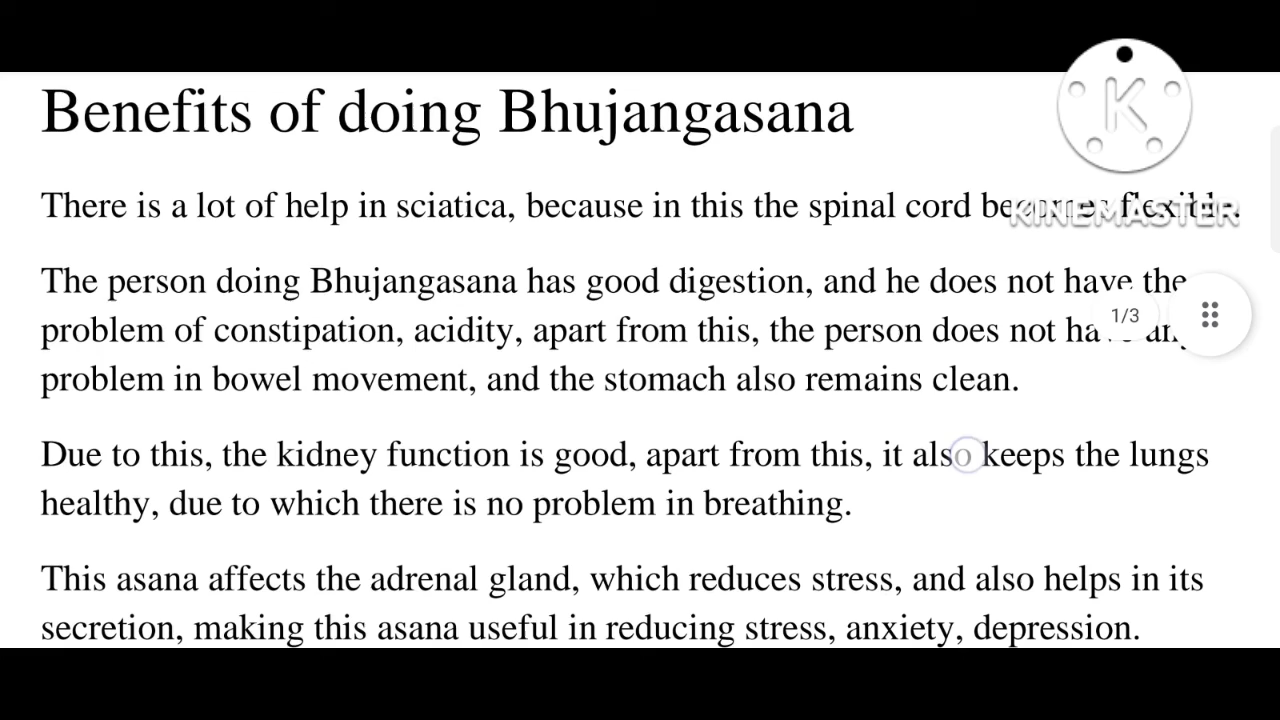 Benefits of doing Bhujangasana
There is a lot of help in sciatica, because in this the spinal cord becomes flexible.
KINEMASTER
The person doing Bhujangasana has good digestion, and he does not have the
problem of constipation, acidity, apart from this, the person does not have any
1/3
problem in bowel movement, and the stomach also remains clean.
Due to this, the kidney function is good, apart from this, it also keeps the lungs
healthy, due to which there is no problem in breathing.
This asana affects the adrenal gland, which reduces stress, and also helps in its
secretion, making this asana useful in reducing stress, anxiety, depression.